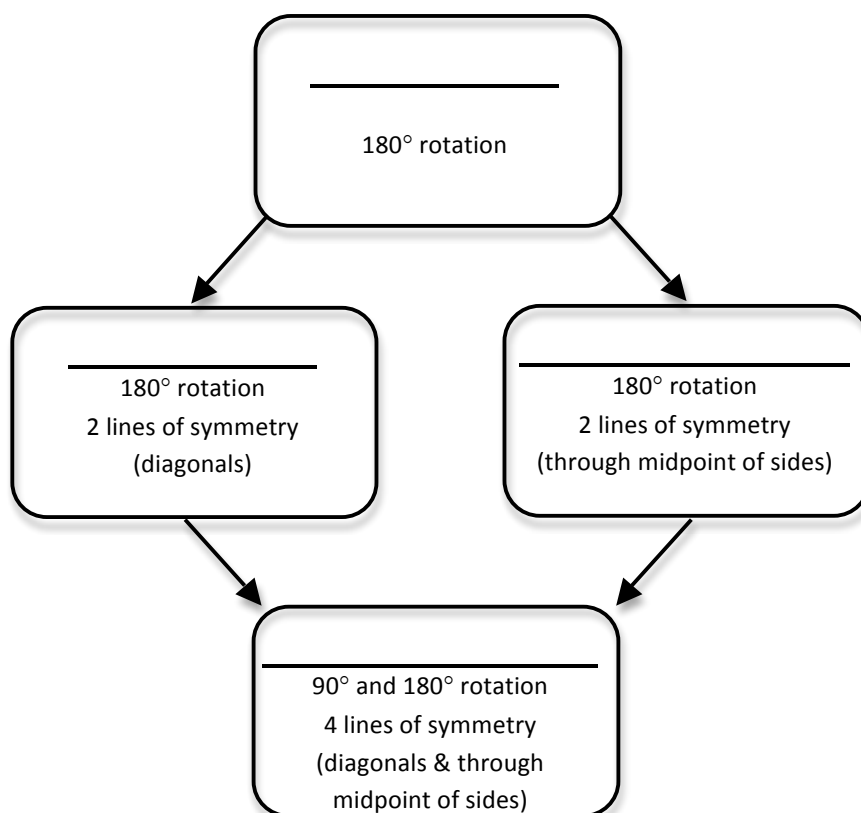 180° rotation
180° rotation
2 lines of symmetry
(diagonals)
180° rotation
2 lines of symmetry
(through midpoint of sides)
90° and 180° rotation
4 lines of symmetry
(diagonals & through
midpoint of sides)